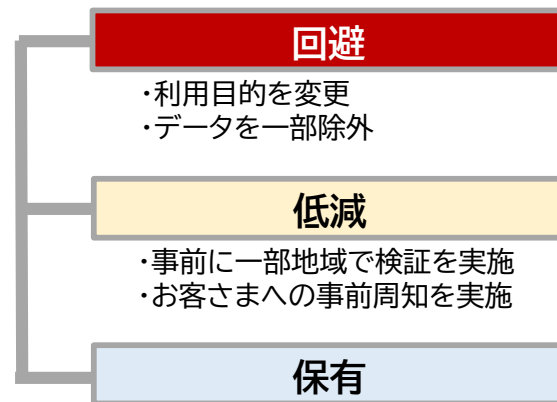 回避
・利用目的を変更
・データを一部除外
低減
・事前に一部地域で検証を実施
・お客さまへの事前周知を実施
保有